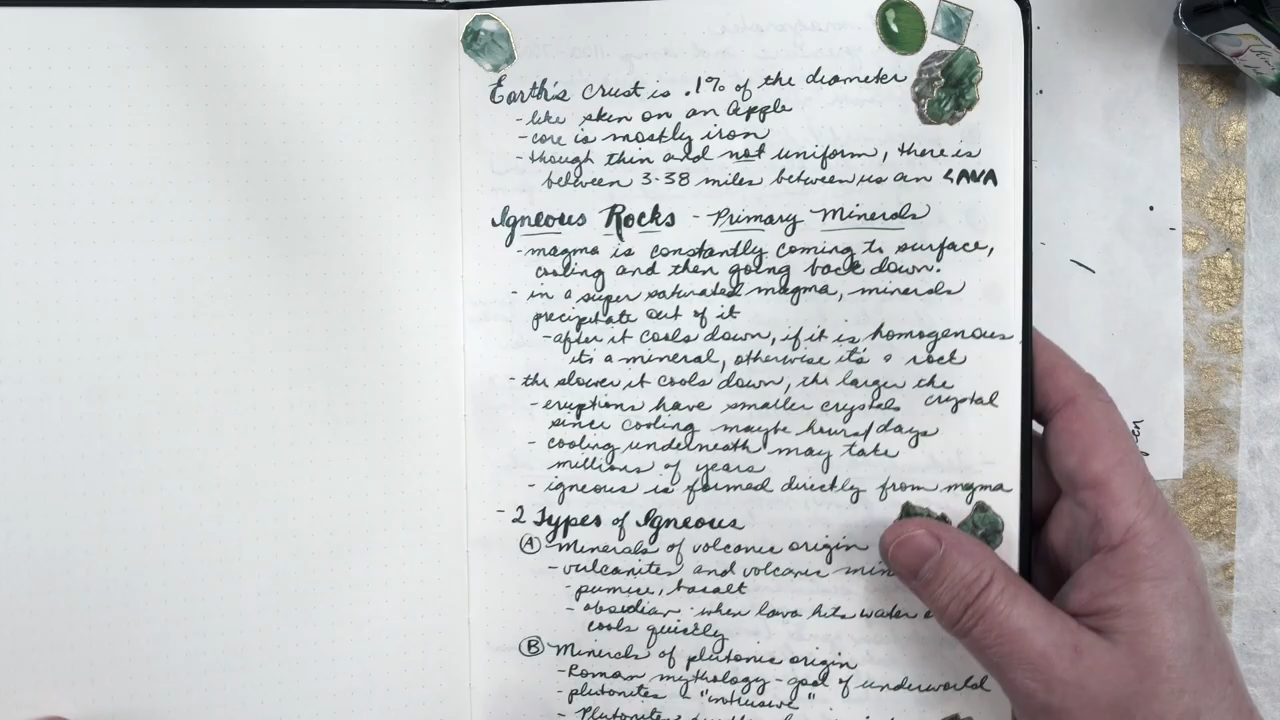 Earth's crust is .1% of the diameter
- like skin on an Apple
- core is mostly iron
- though thin and not uniform, there is
between 3-38 miles between us an LAVA
Igneous Rocks - Primary Minerals
- magma is constantly coming to surface,
cooling and then going back down.
- in a super saturated magma, minerals
precipitate out of it
- after it cools down, if it is homogenous
its a mineral, otherwise it's a rock
- the slower it cools down, the larger the
crystal
- eruptions have smaller crystals
since cooling maybe hours/days
- cooling underneath may take
millions of years
- igneous is formed directly from mgma
- 2 Types of Igneous
(A) Minerals of volcanic origin
- vulcanites and volcanic min
- pumice, basalt
- obsidian - when lava hits water
cools quickly
(B) Minerals of plutonic origin
- Roman mythology - god of underworld
- plutonites - "intrusive"
- Plutonites